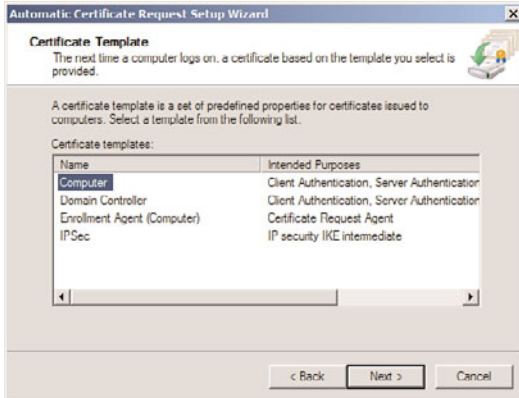 Automatic Certificate Request Setup Wizard
Certificate Template
The next time a computer logs on, a certificate based on the template you select is
provided.
A certificate template is a set of predefined properties for certificates issued to
computers. Select a template from the following list.
Certificate templates:
Name Intended Purposes
Computer Client Authentication, Server Authentication
Domain Controller Client Authentication, Server Authentication
Enrollment Agent (Computer) Certificate Request Agent
IPSec IP security IKE intermediate
< Back Next > Cancel